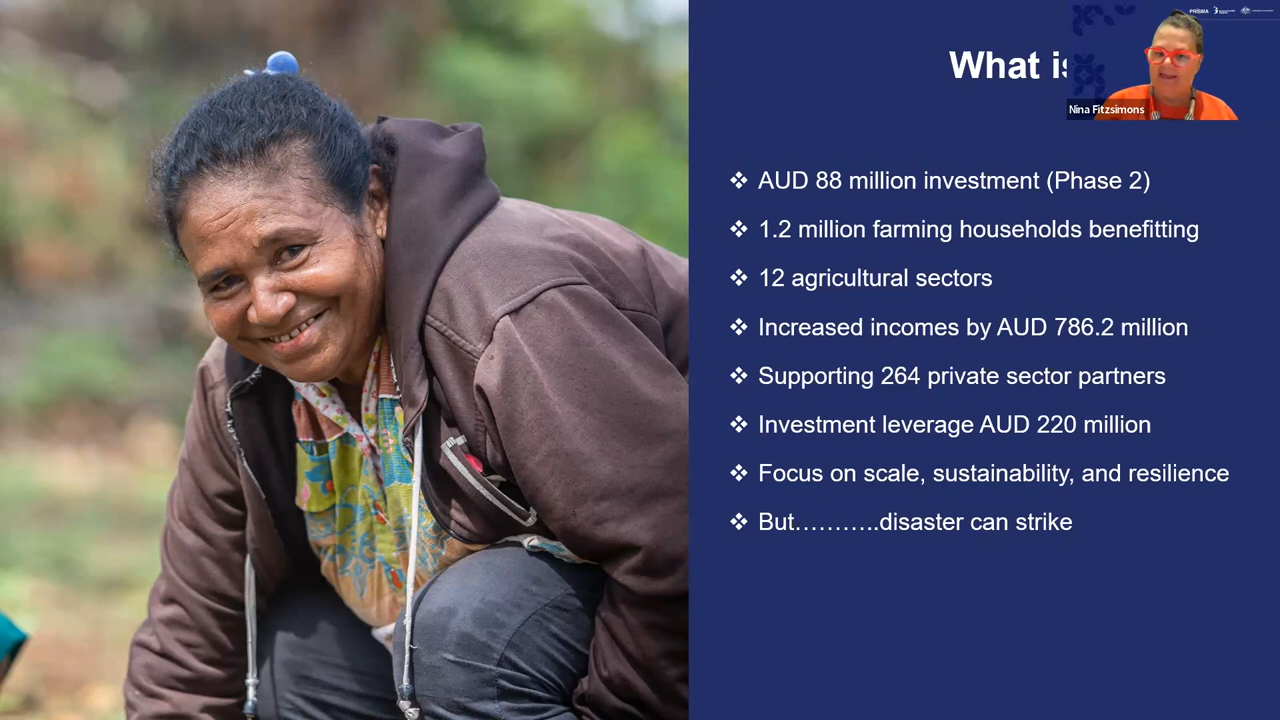 PRISMA
What is
Nina Fitzsimons
❖ AUD 88 million investment (Phase 2)
❖ 1.2 million farming households benefitting
❖ 12 agricultural sectors
❖ Increased incomes by AUD 786.2 million
❖ Supporting 264 private sector partners
❖ Investment leverage AUD 220 million
❖ Focus on scale, sustainability, and resilience
❖ But………..disaster can strike